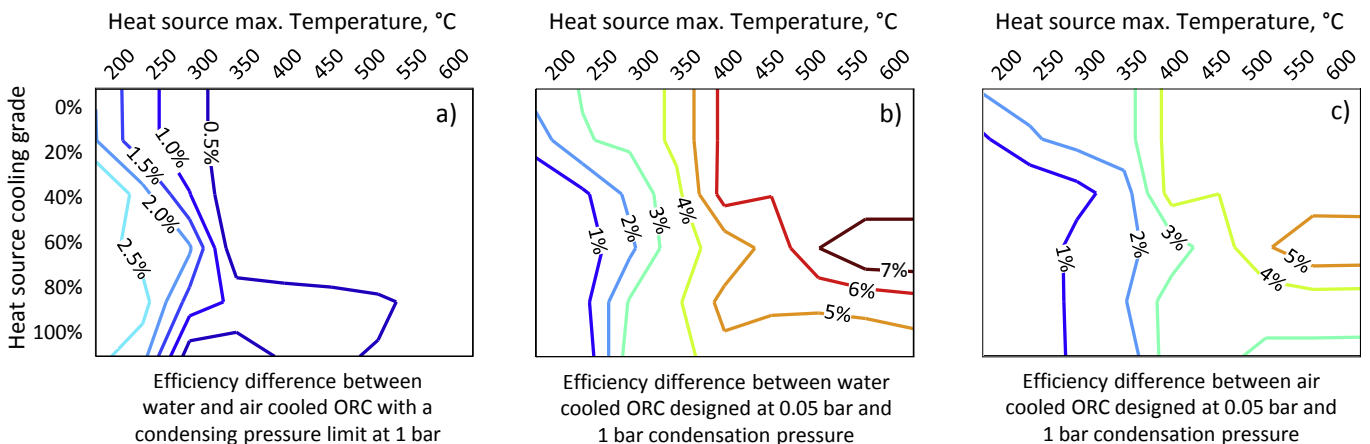 Heat source max. Temperature, °C
Heat source max. Temperature, °C
Heat source max. Temperature, °C
200 250 300 350 400 450 500 550 600
200 250 300 350 400 450 500 550 600
200 250 300 350 400 450 500 550 600
Heat source cooling grade
0%
20%
40%
60%
80%
100%
a)
0.5%
1.0%
1.5%
2.0%
2.5%
b)
1%
2%
3%
4%
5%
6%
7%
c)
1%
2%
3%
4%
5%
Efficiency difference between
water and air cooled ORC with a
condensing pressure limit at 1 bar
Efficiency difference between water
cooled ORC designed at 0.05 bar and
1 bar condensation pressure
Efficiency difference between air
cooled ORC designed at 0.05 bar and
1 bar condensation pressure